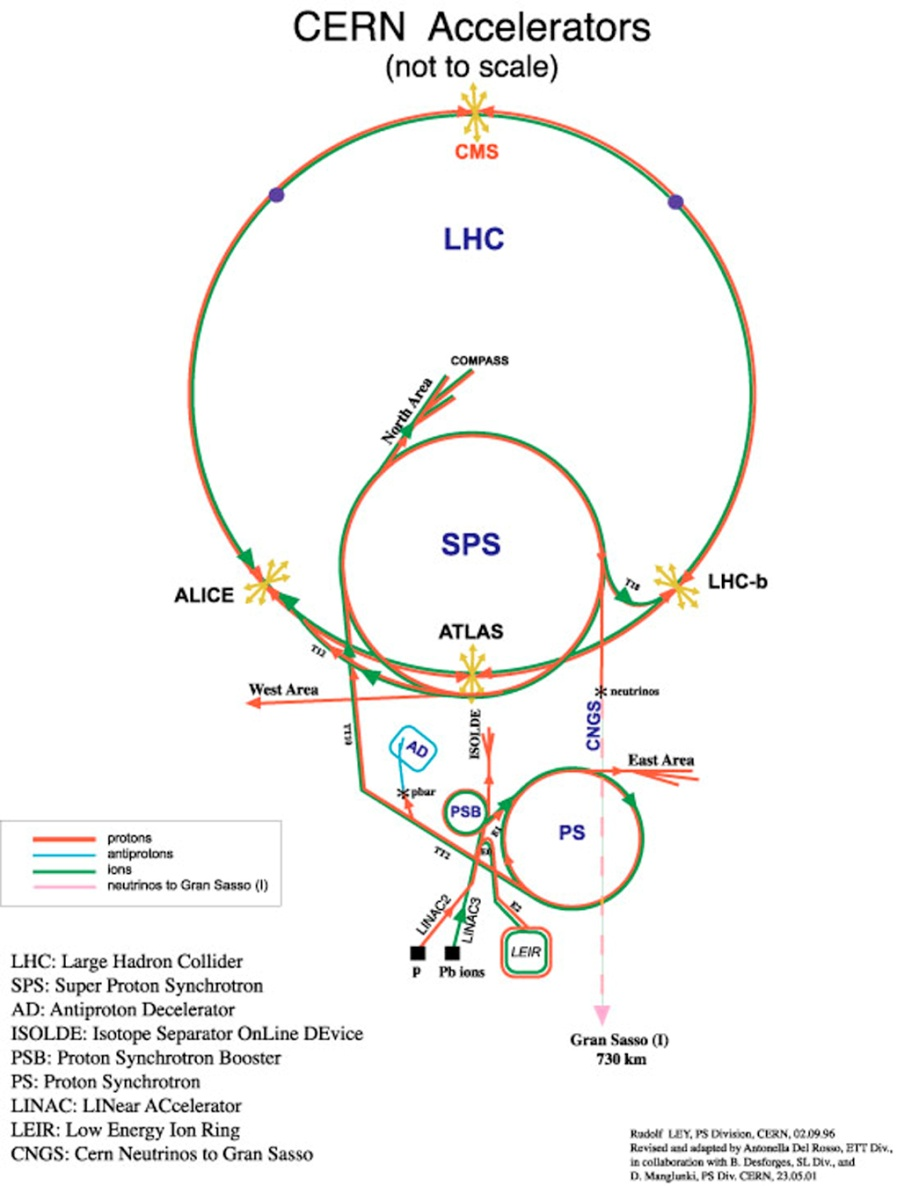 CERN Accelerators
(not to scale)
CMS
LHC
COMPASS
North Area
SPS
ALICE
LHC-b
TI8
ATLAS
TI2
West Area
neutrinos
CNGS
ISOLDE
TT10
AD
East Area
pbar
PSB
PS
E1
E0
TT2
protons
antiprotons
ions
neutrinos to Gran Sasso (I)
LINAC2
LINAC3
E2
LEIR
p
Pb ions
LHC: Large Hadron Collider
SPS: Super Proton Synchrotron
AD: Antiproton Decelerator
ISOLDE: Isotope Separator OnLine DEvice
PSB: Proton Synchrotron Booster
PS: Proton Synchrotron
LINAC: LINear ACcelerator
LEIR: Low Energy Ion Ring
CNGS: Cern Neutrinos to Gran Sasso
Gran Sasso (I)
730 km
Rudolf LEY, PS Division, CERN, 02.09.96
Revised and adapted by Antonella Del Rosso, ETT Div.,
in collaboration with B. Desforges, SL Div., and
D. Manglunki, PS Div. CERN, 23.05.01